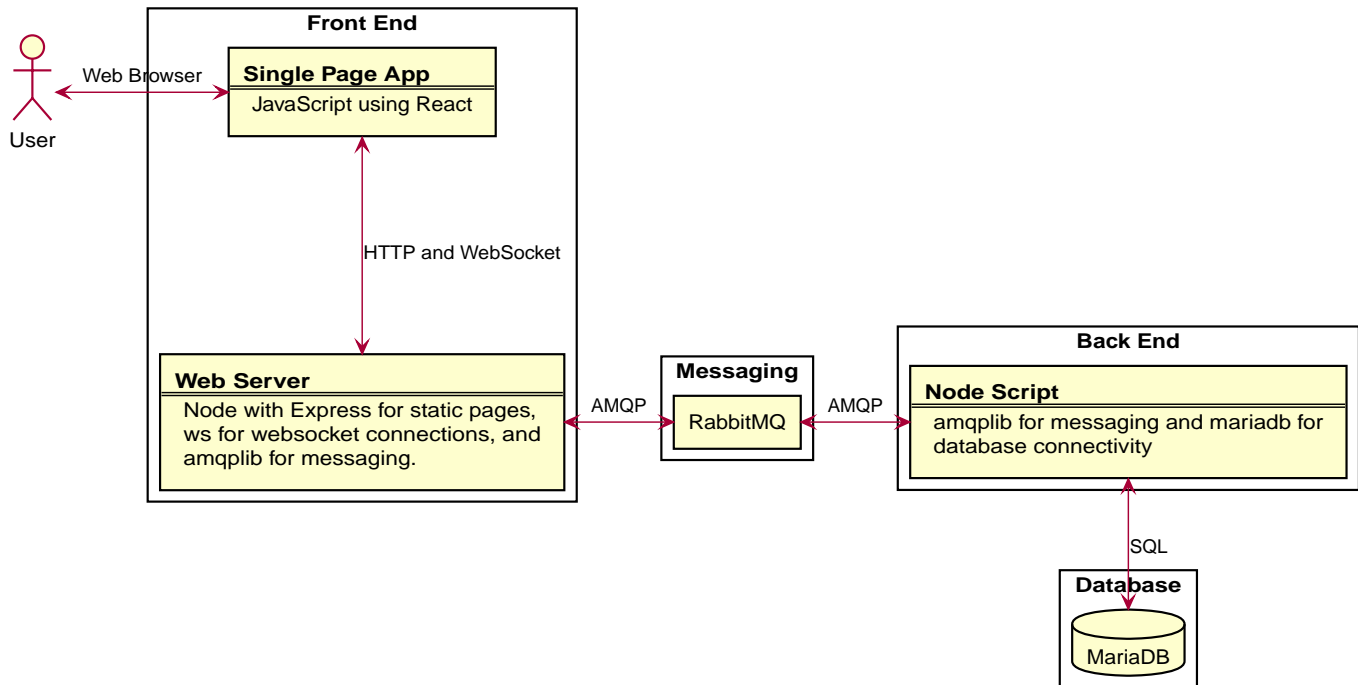 Front End
Single Page App
JavaScript using React
Web Browser
User
HTTP and WebSocket
Web Server
Node with Express for static pages,
ws for websocket connections, and
amqplib for messaging.
AMQP
Messaging
RabbitMQ
AMQP
Back End
Node Script
amqplib for messaging and mariadb for
database connectivity
SQL
Database
MariaDB